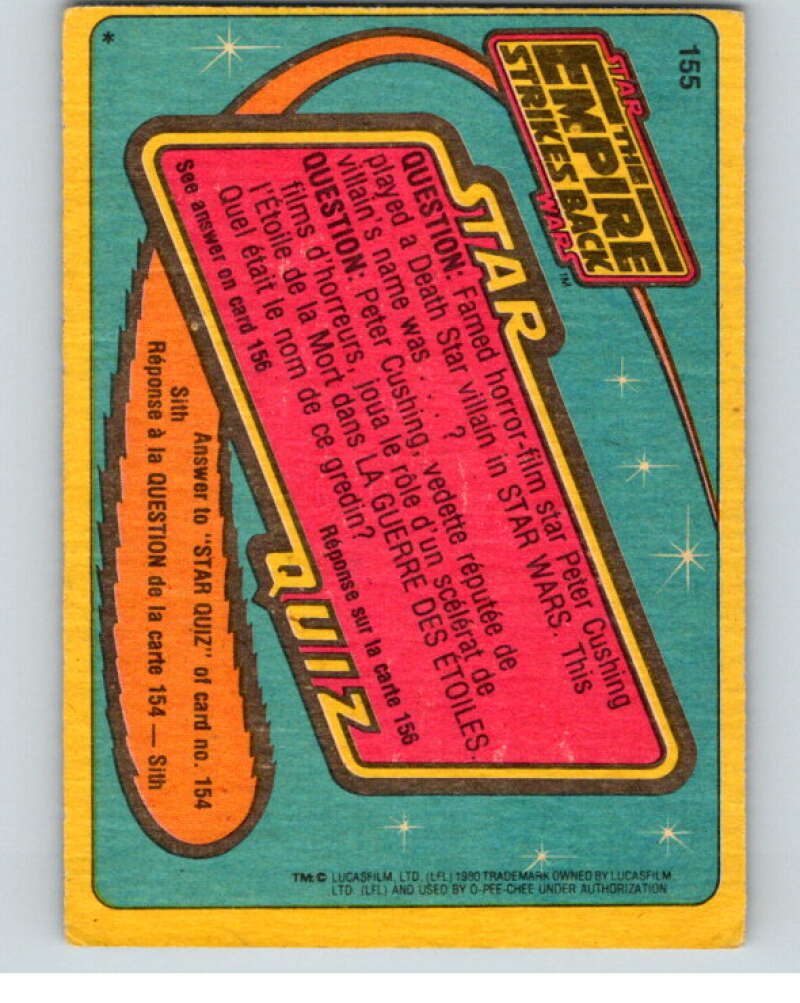 155
STAR
THE
EMPIRE
STRIKES BACK
WARS™
STAR
QUESTION: Famed horror-film star Peter Cushing
played a Death Star villain in STAR WARS. This
villain's name was . . . . ?
QUESTION: Peter Cushing, vedette réputée de
films d'horreurs, joua le rôle d'un scélérat de
l'Étoile de la Mort dans LA GUERRE DES ÉTOILES.
Quel était le nom de ce gredin?
See answer on card 156
Réponse sur la carte 156
QUIZ
Answer to "STAR QUIZ" of card no. 154
Sith
Réponse à la QUESTION de la carte 154 — Sith
TM: © LUCASFILM, LTD. (LFL) 1980 TRADEMARK OWNED BY LUCASFILM,
LTD. (LFL) AND USED BY O-PEE-CHEE UNDER AUTHORIZATION
*